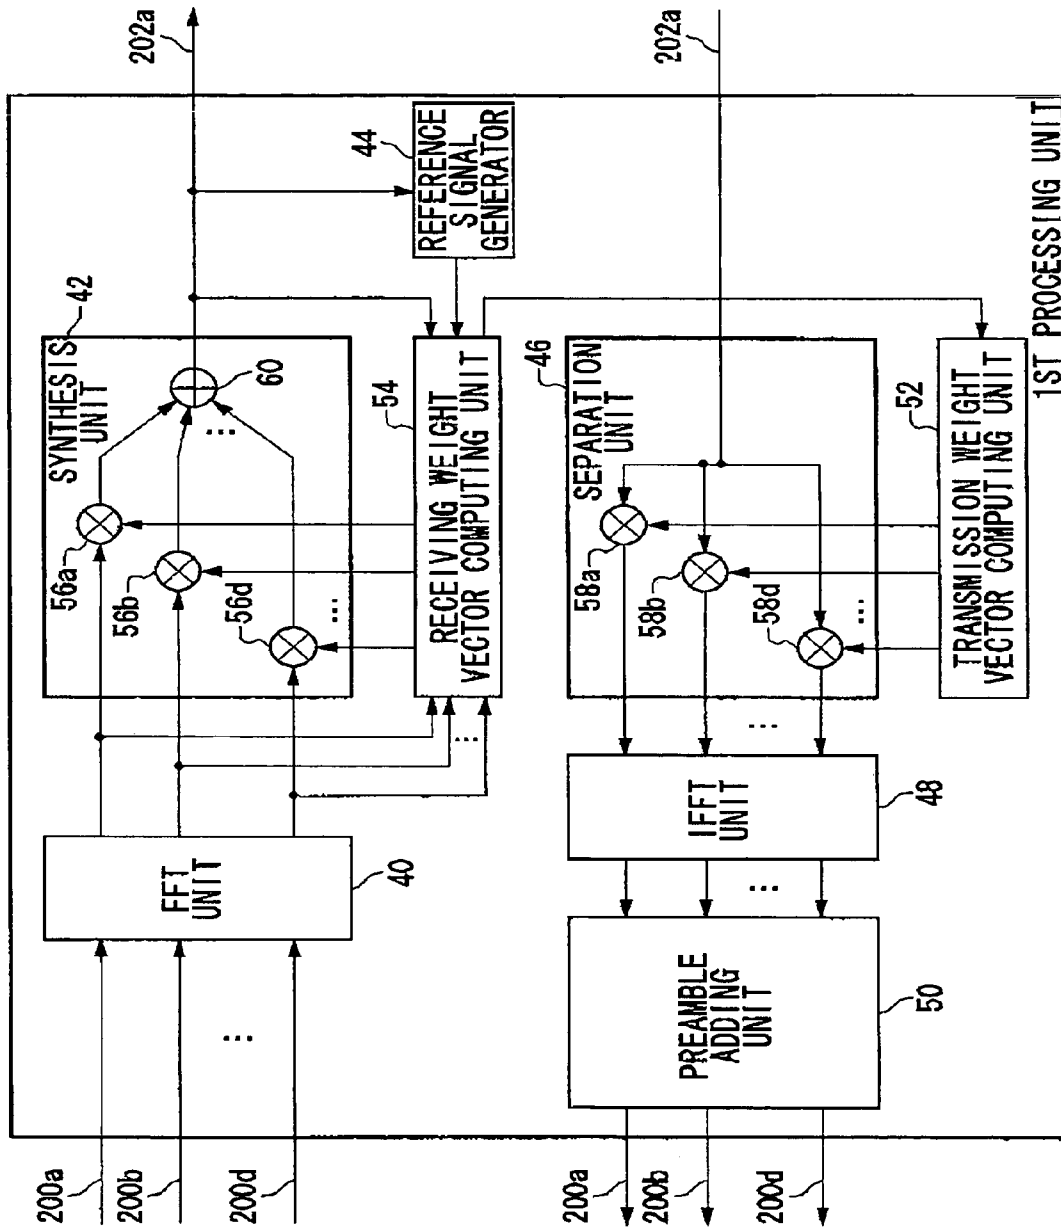 200a
200b
200d
...
FFT
UNIT
40
...
SYNTHESIS
UNIT
42
56a
56b
56d
...
...
60
RECEIVING WEIGHT
VECTOR COMPUTING UNIT
54
REFERENCE
SIGNAL
GENERATOR
44
202a
200a
200b
200d
PREAMBLE
ADDING
UNIT
50
...
IFFT
UNIT
48
...
SEPARATION
UNIT
46
58a
58b
58d
...
TRANSMISSION WEIGHT
VECTOR COMPUTING UNIT
52
202a
1ST PROCESSING UNIT